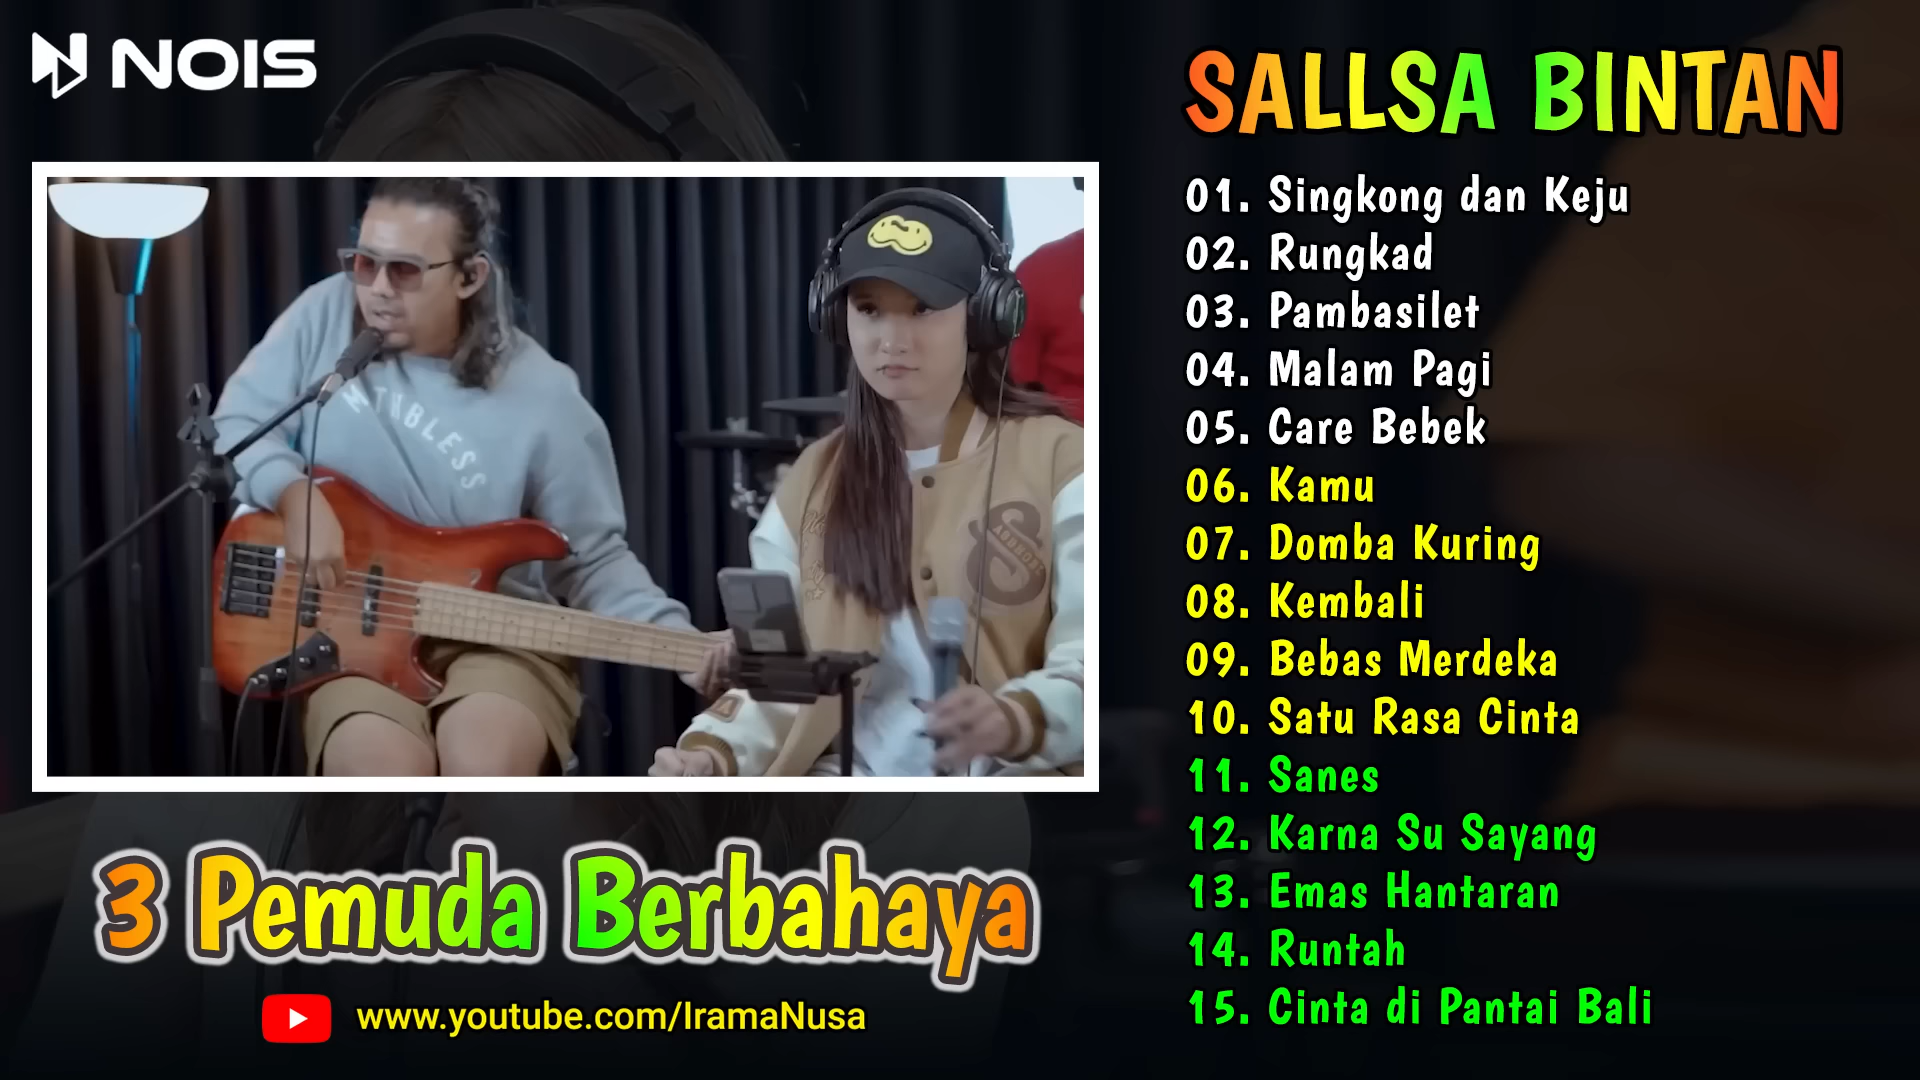 NOIS
SALLSA BINTAN
01. Singkong dan Keju
02. Rungkad
03. Pambasilet
04. Malam Pagi
05. Care Bebek
06. Kamu
07. Domba Kuring
08. Kembali
09. Bebas Merdeka
10. Satu Rasa Cinta
11. Sanes
12. Karna Su Sayang
13. Emas Hantaran
14. Runtah
15. Cinta di Pantai Bali
3 Pemuda Berbahaya
www.youtube.com/IramaNusa